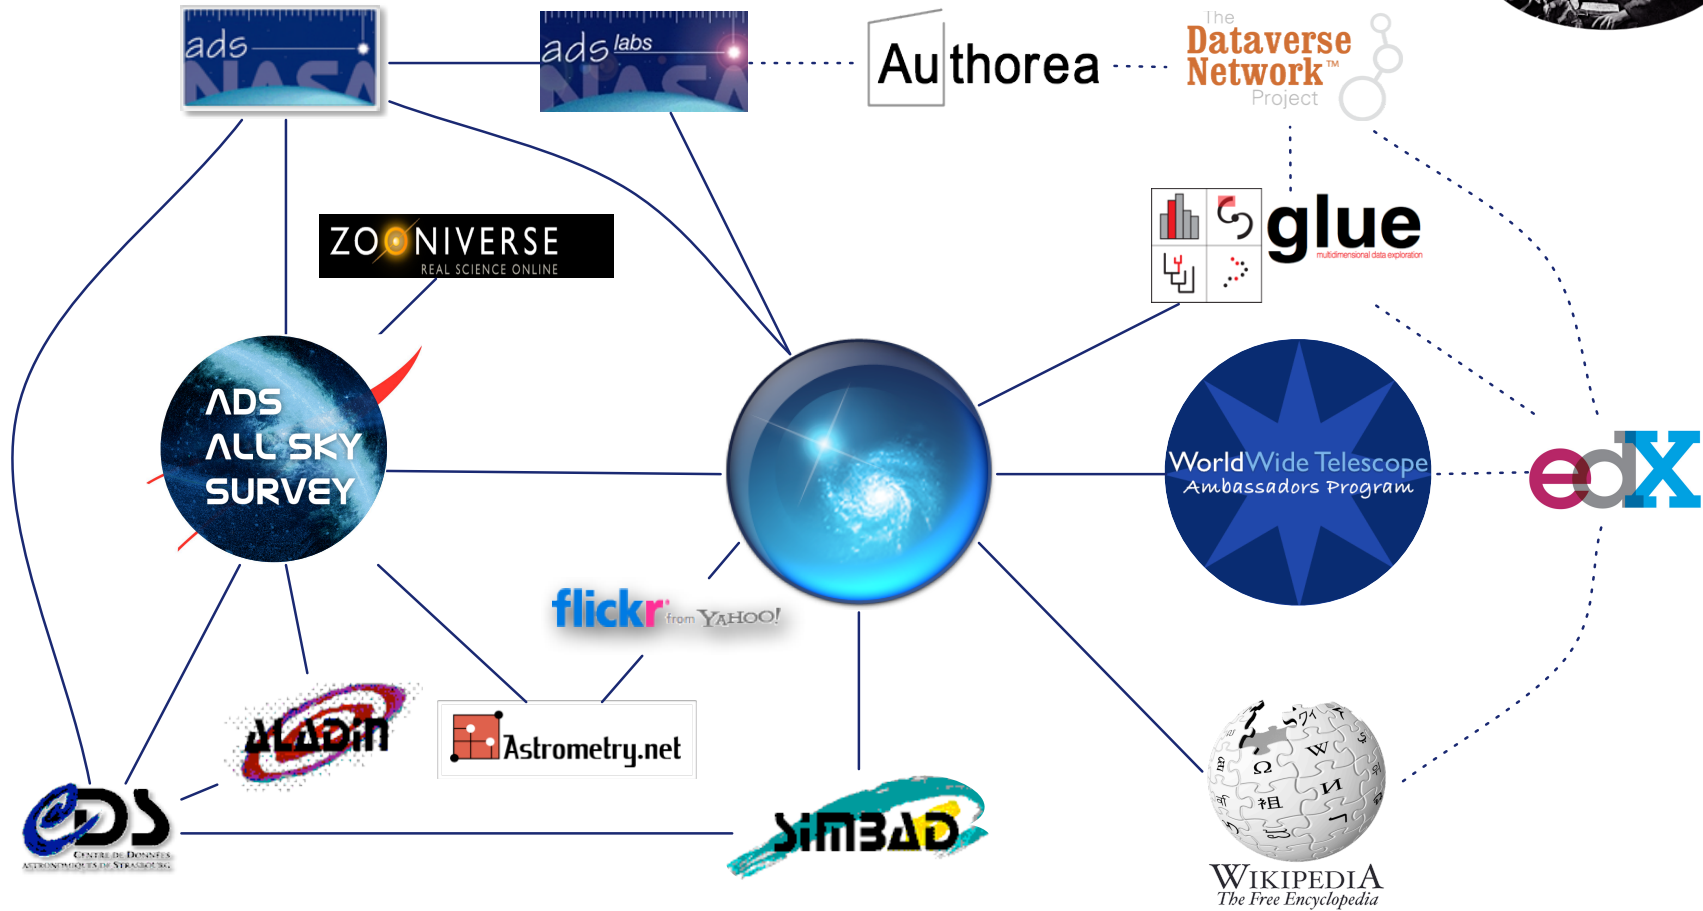 ads
NASA
ads labs
NASA
Authorea
The
Dataverse
Network™
Project
ZOONIVERSE
REAL SCIENCE ONLINE
glue
multidimensional data exploration
ADS
ALL SKY
SURVEY
WorldWide Telescope
Ambassadors Program
edX
flickr from YAHOO!
ALADIN
Astrometry.net
CDS
CENTRE DE DONNÉES
ASTRONOMIQUES DE STRASBOURG
SIMBAD
W
Ω
И
祖
WIKIPEDIA
The Free Encyclopedia